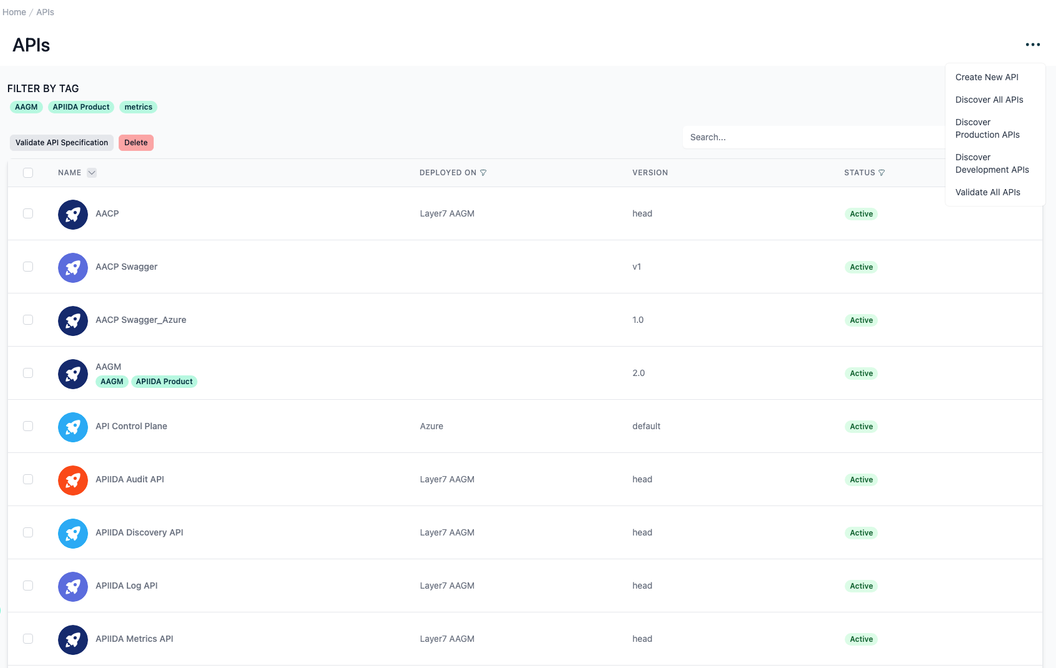 Home / APIs
APIs
Create New API
Discover All APIs
Discover
Production APIs
Discover
Development APIs
Validate All APIs
FILTER BY TAG
AAGM APIIDA Product metrics
Validate API Specification Delete
Search...
NAME DEPLOYED ON VERSION STATUS
AACP Layer7 AAGM head Active
AACP Swagger v1 Active
AACP Swagger_Azure 1.0 Active
AAGM
AAGM APIIDA Product 2.0 Active
API Control Plane Azure default Active
APIIDA Audit API Layer7 AAGM head Active
APIIDA Discovery API Layer7 AAGM head Active
APIIDA Log API Layer7 AAGM head Active
APIIDA Metrics API Layer7 AAGM head Active